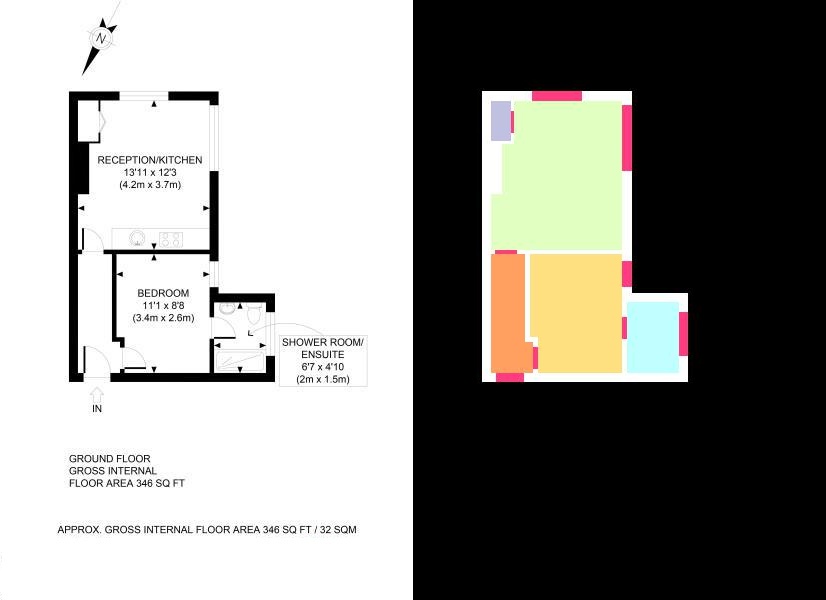 N
RECEPTION/KITCHEN
13'11 x 12'3
(4.2m x 3.7m)
BEDROOM
11'1 x 8'8
(3.4m x 2.6m)
SHOWER ROOM/
ENSUITE
6'7 x 4'10
(2m x 1.5m)
IN
GROUND FLOOR
GROSS INTERNAL
FLOOR AREA 346 SQ FT
APPROX. GROSS INTERNAL FLOOR AREA 346 SQ FT / 32 SQM